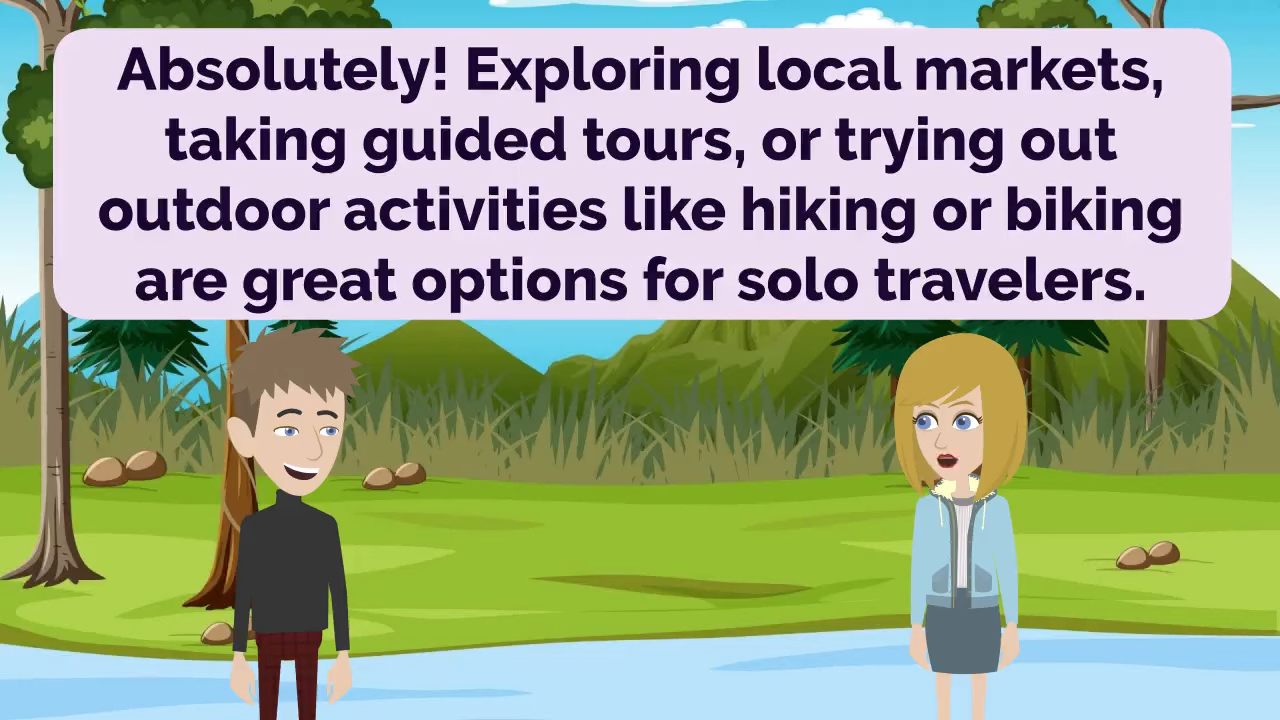 Absolutely! Exploring local markets,
taking guided tours, or trying out
outdoor activities like hiking or biking
are great options for solo travelers.